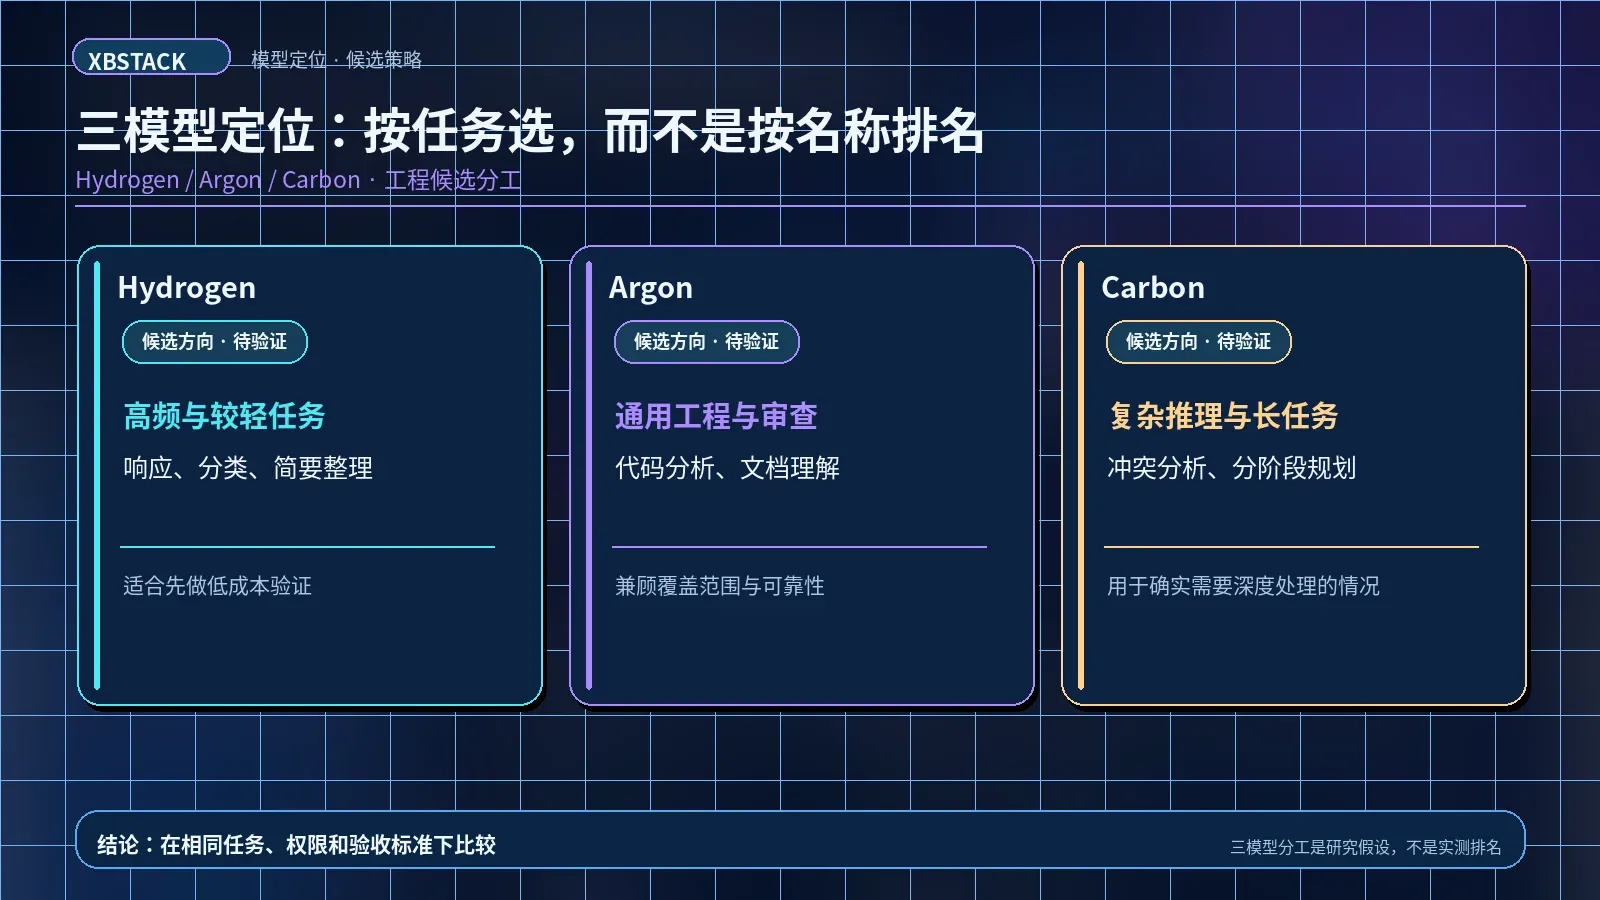 XBSTACK
模型定位 · 候选策略
三模型定位：按任务选，而不是按名称排名
Hydrogen / Argon / Carbon · 工程候选分工
Hydrogen
候选方向 · 待验证
高频与较轻任务
响应、分类、简要整理
适合先做低成本验证
Argon
候选方向 · 待验证
通用工程与审查
代码分析、文档理解
兼顾覆盖范围与可靠性
Carbon
候选方向 · 待验证
复杂推理与长任务
冲突分析、分阶段规划
用于确实需要深度处理的情况
结论：在相同任务、权限和验收标准下比较
三模型分工是研究假设，不是实测排名